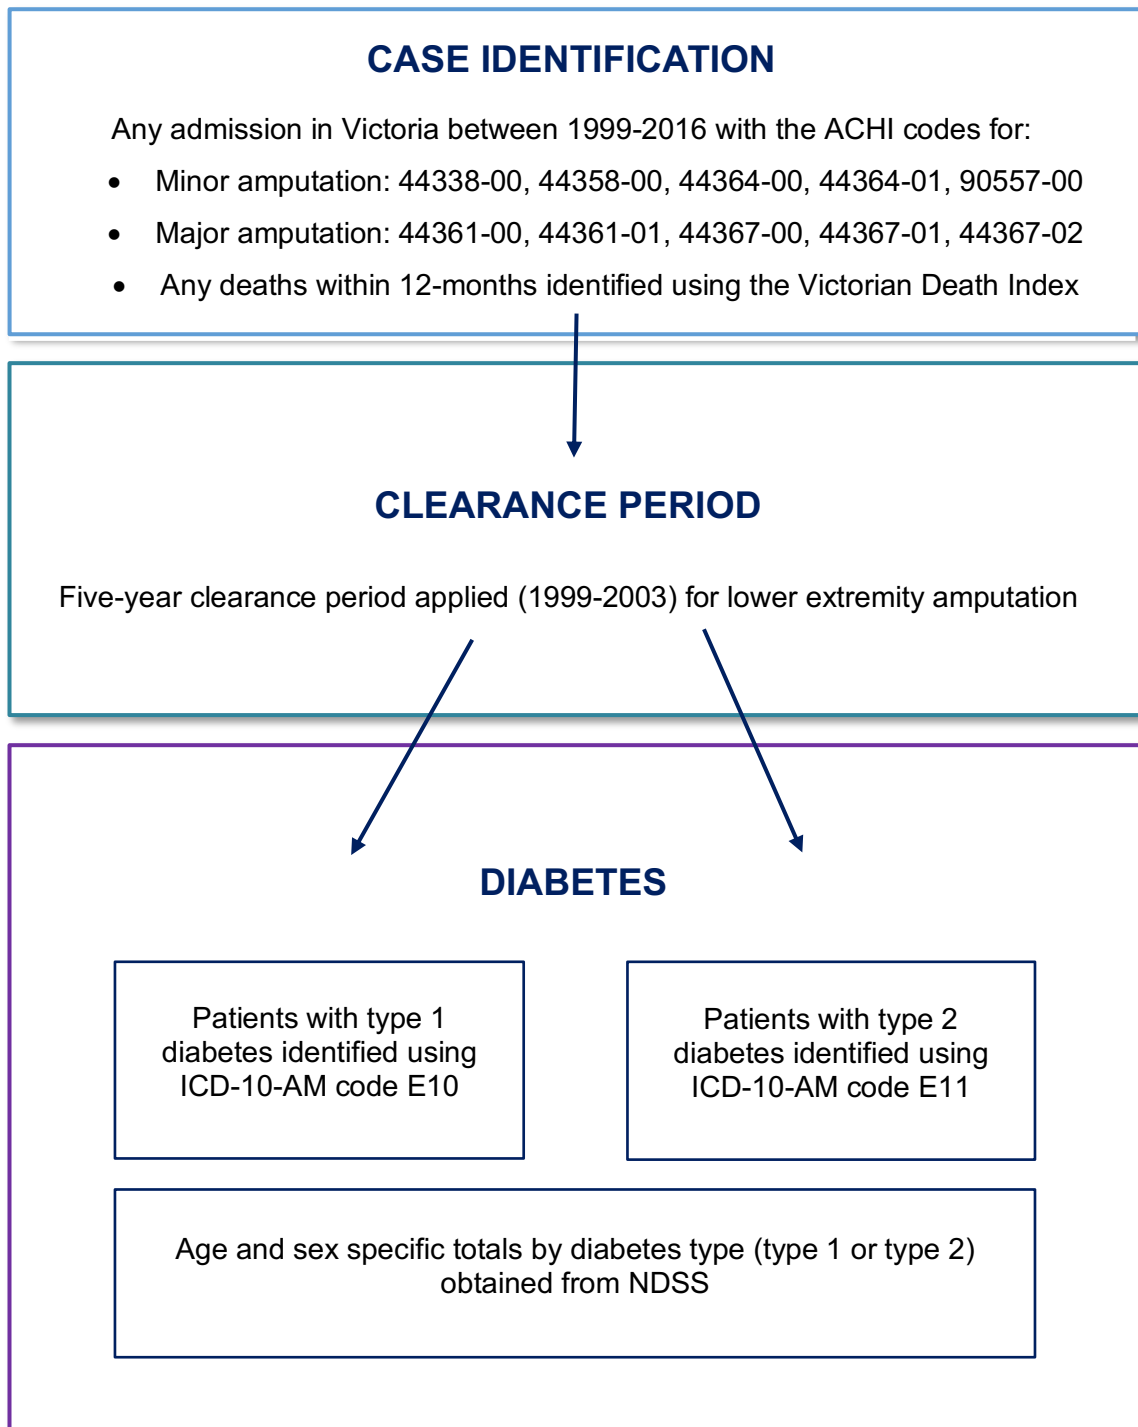 CASE IDENTIFICATION
Any admission in Victoria between 1999-2016 with the ACHI codes for:
• Minor amputation: 44338-00, 44358-00, 44364-00, 44364-01, 90557-00
• Major amputation: 44361-00, 44361-01, 44367-00, 44367-01, 44367-02
• Any deaths within 12-months identified using the Victorian Death Index
CLEARANCE PERIOD
Five-year clearance period applied (1999-2003) for lower extremity amputation
DIABETES
Patients with type 1
diabetes identified using
ICD-10-AM code E10
Patients with type 2
diabetes identified using
ICD-10-AM code E11
Age and sex specific totals by diabetes type (type 1 or type 2)
obtained from NDSS